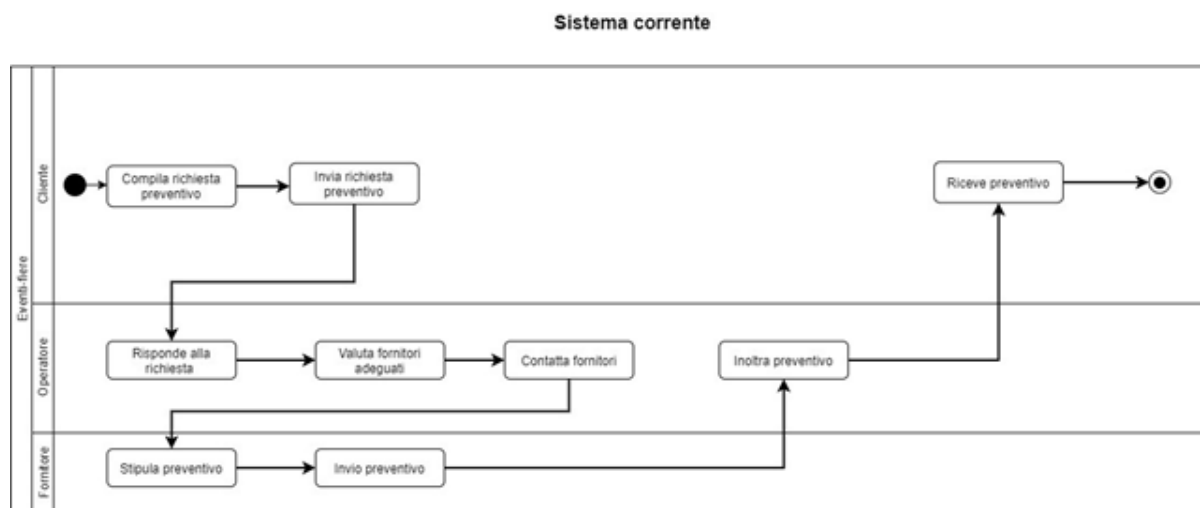 Sistema corrente
Eventi-fiere
Cliente
Compila richiesta
preventivo
Invia richiesta
preventivo
Riceve preventivo
Operatore
Risponde alla
richiesta
Valuta fornitori
adeguati
Contatta fornitori
Inoltra preventivo
Fornitore
Stipula preventivo
Invio preventivo